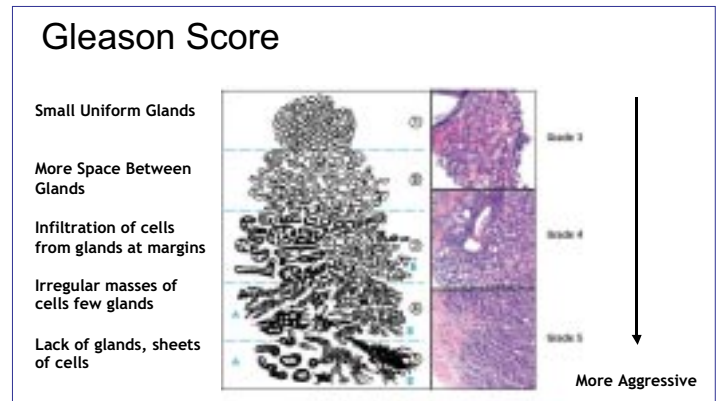 Gleason Score
Small Uniform Glands
More Space Between
Glands
Infiltration of cells
from glands at margins
Irregular masses of
cells few glands
Lack of glands, sheets
of cells
Grade 3
Grade 4
Grade 5
More Aggressive